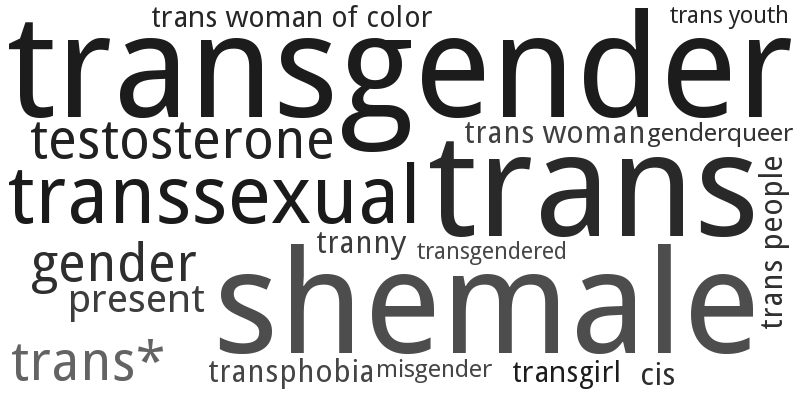 trans woman of color
trans youth
transgender
testosterone
trans woman
genderqueer
transsexual
trans
trans people
tranny
transgendered
gender
present
shemale
trans*
transphobia
misgender
transgirl
cis